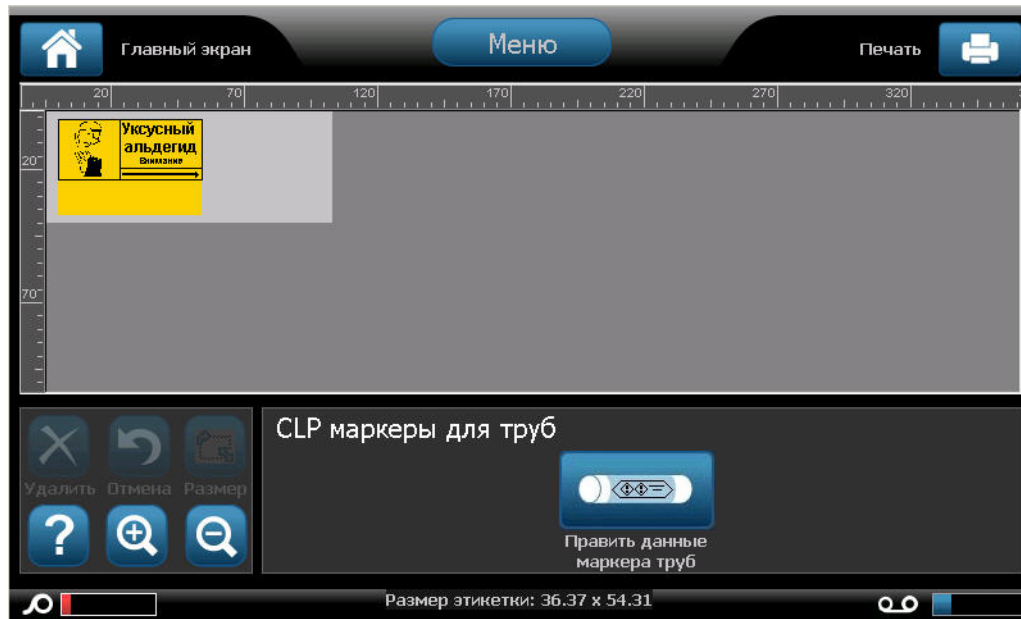 Главный экран
Меню
Печать
20 70 120 170 220 270 320
20
70
Уксусный
альдегид
Внимание
CLP маркеры для труб
Удалить Отмена Размер
Править данные
маркера труб
?
Размер этикетки: 36.37 x 54.31